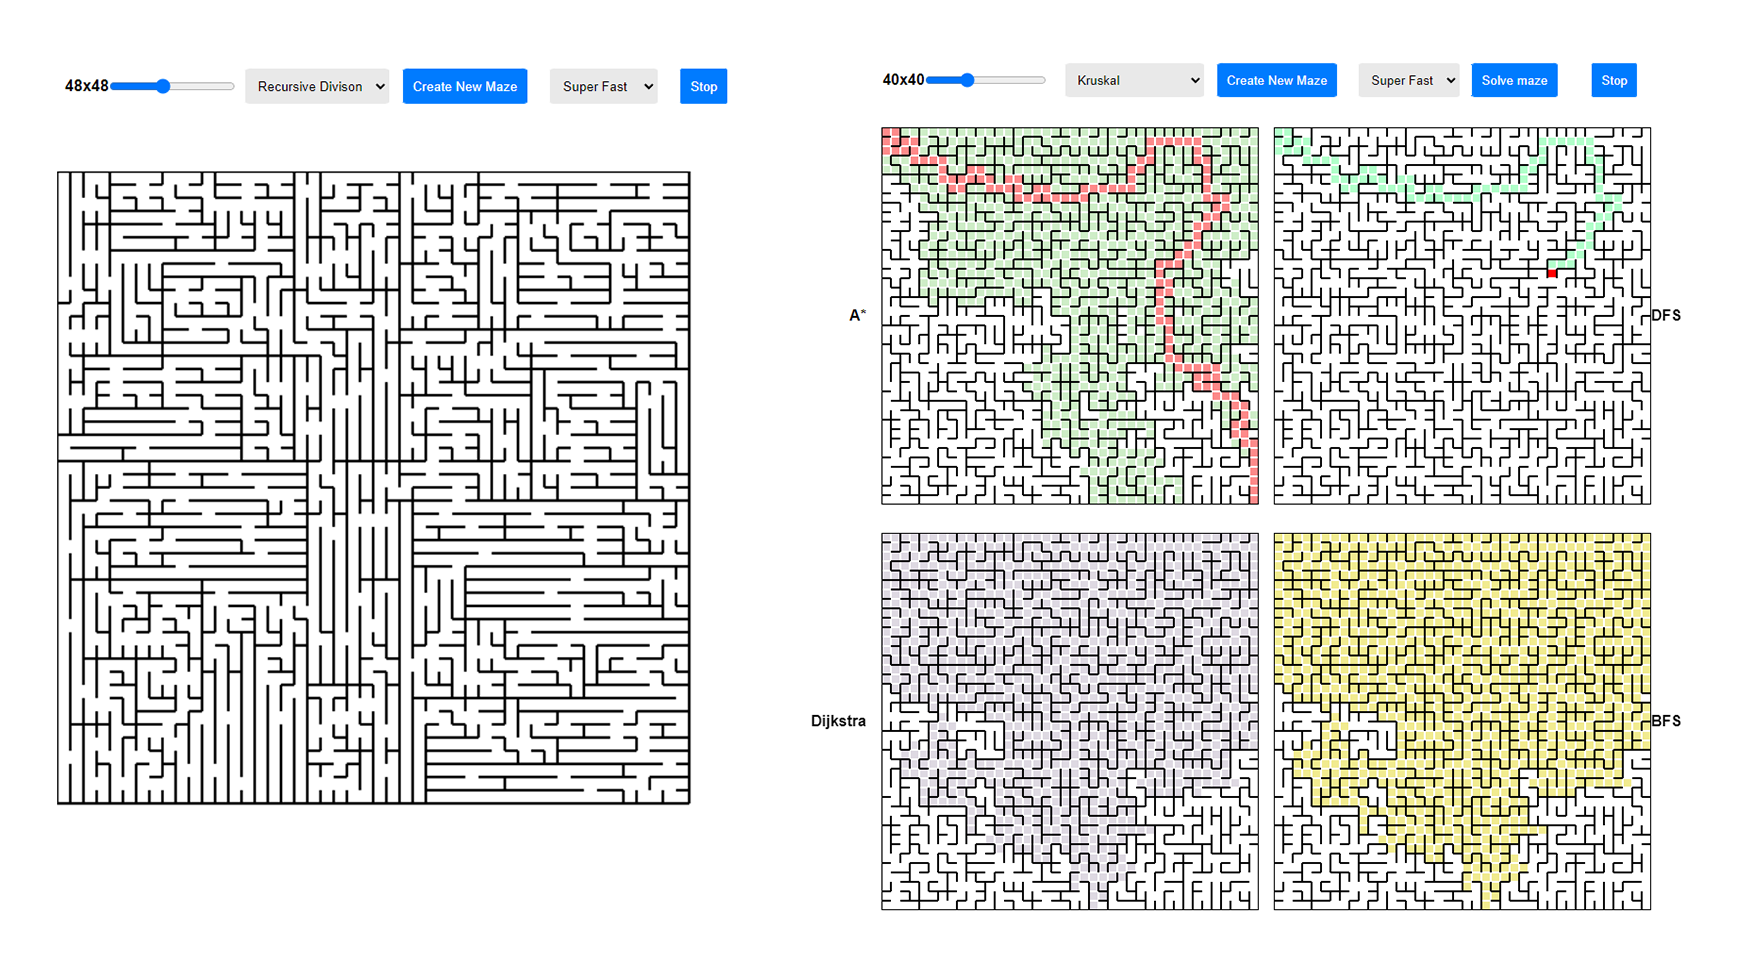 48x48 Recursive Divison Create New Maze Super Fast Stop
40x40 Kruskal Create New Maze Super Fast Solve maze Stop
A*
DFS
Dijkstra
BFS